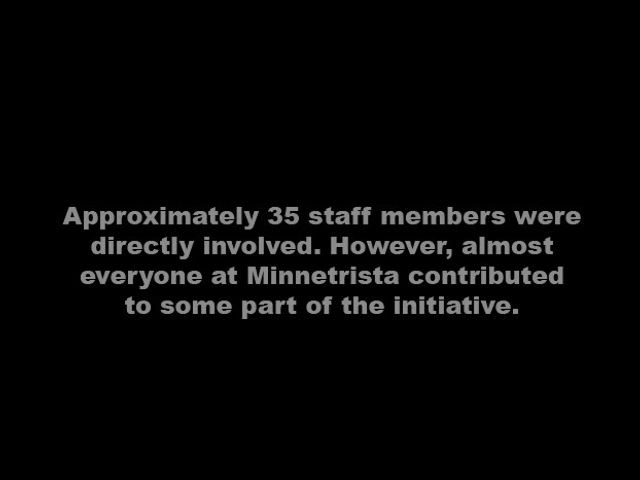 Approximately 35 staff members were
directly involved. However, almost
everyone at Minnetrista contributed
to some part of the initiative.